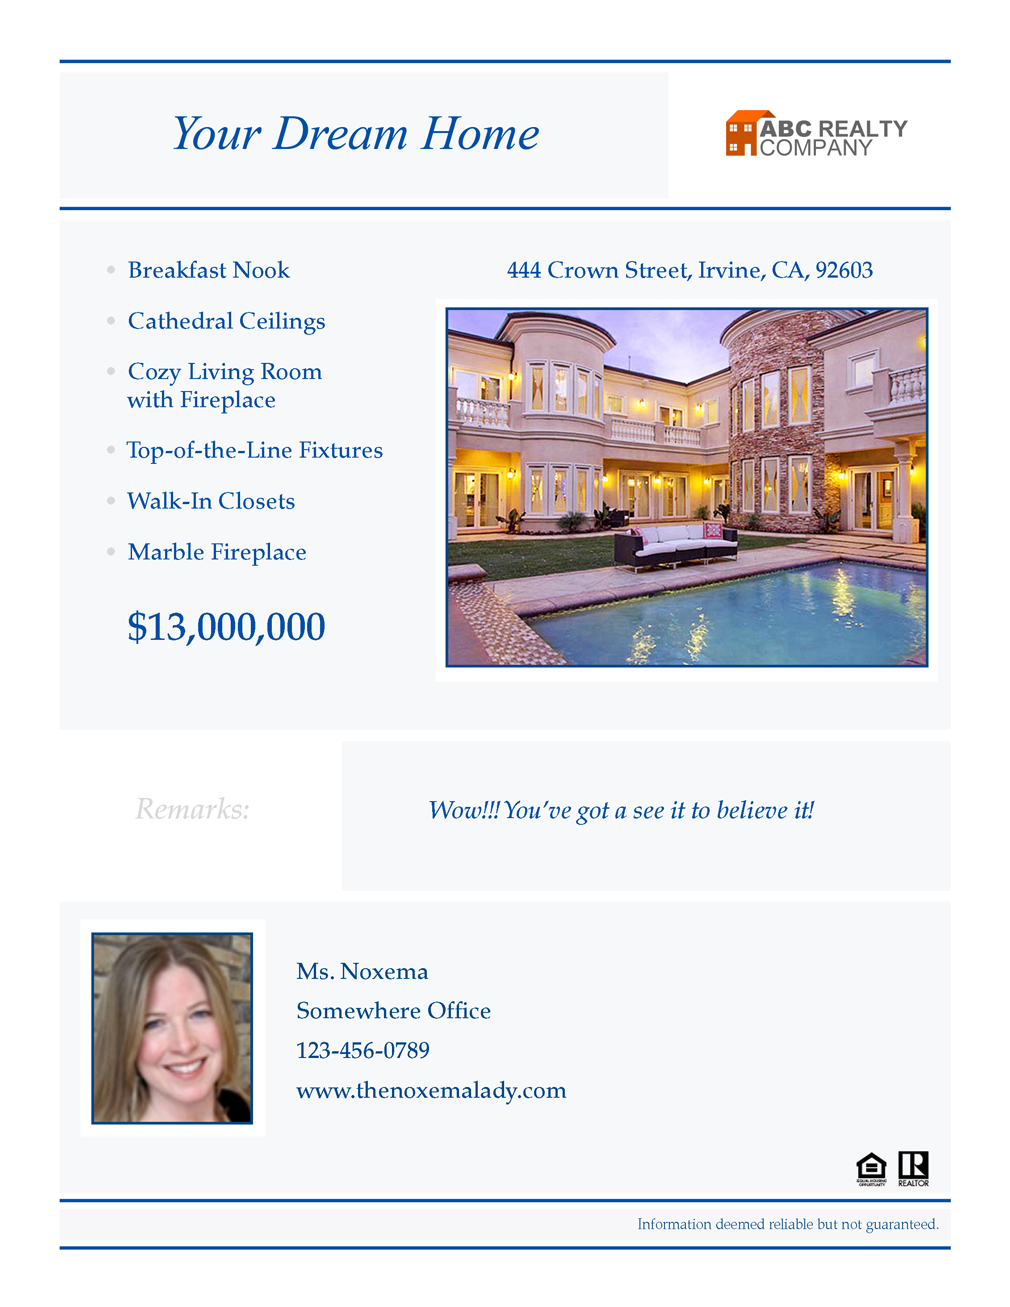 Your Dream Home
ABC REALTY
COMPANY
• Breakfast Nook
• Cathedral Ceilings
• Cozy Living Room
with Fireplace
• Top-of-the-Line Fixtures
• Walk-In Closets
• Marble Fireplace
$13,000,000
444 Crown Street, Irvine, CA, 92603
Remarks:
Wow!!! You've got a see it to believe it!
Ms. Noxema
Somewhere Office
123-456-0789
www.thenoxemalady.com
EQUAL HOUSING
OPPORTUNITY
R
REALTOR
Information deemed reliable but not guaranteed.